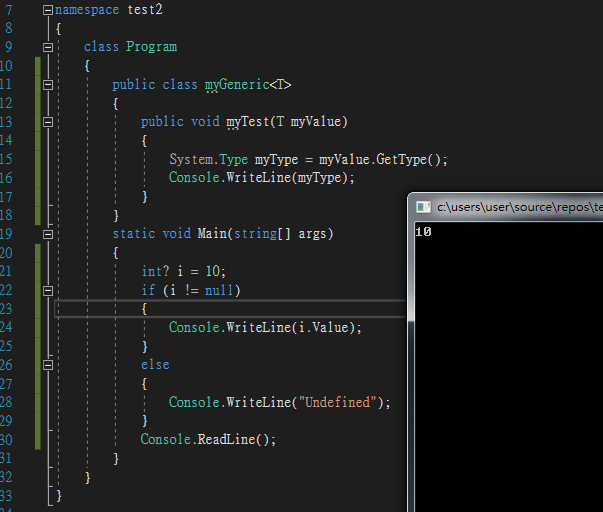 7 namespace test2
8 {
9 class Program
10 {
11 public class myGeneric<T>
12 {
13 public void myTest(T myValue)
14 {
15 System.Type myType = myValue.GetType();
16 Console.WriteLine(myType);
17 }
18 }
19 static void Main(string[] args)
20 {
21 int? i = 10;
22 if (i != null)
23 {
24 Console.WriteLine(i.Value);
25 }
26 else
27 {
28 Console.WriteLine("Undefined");
29 }
30 Console.ReadLine();
31 }
32 }
33 }
c:\users\user\source\repos\te
10